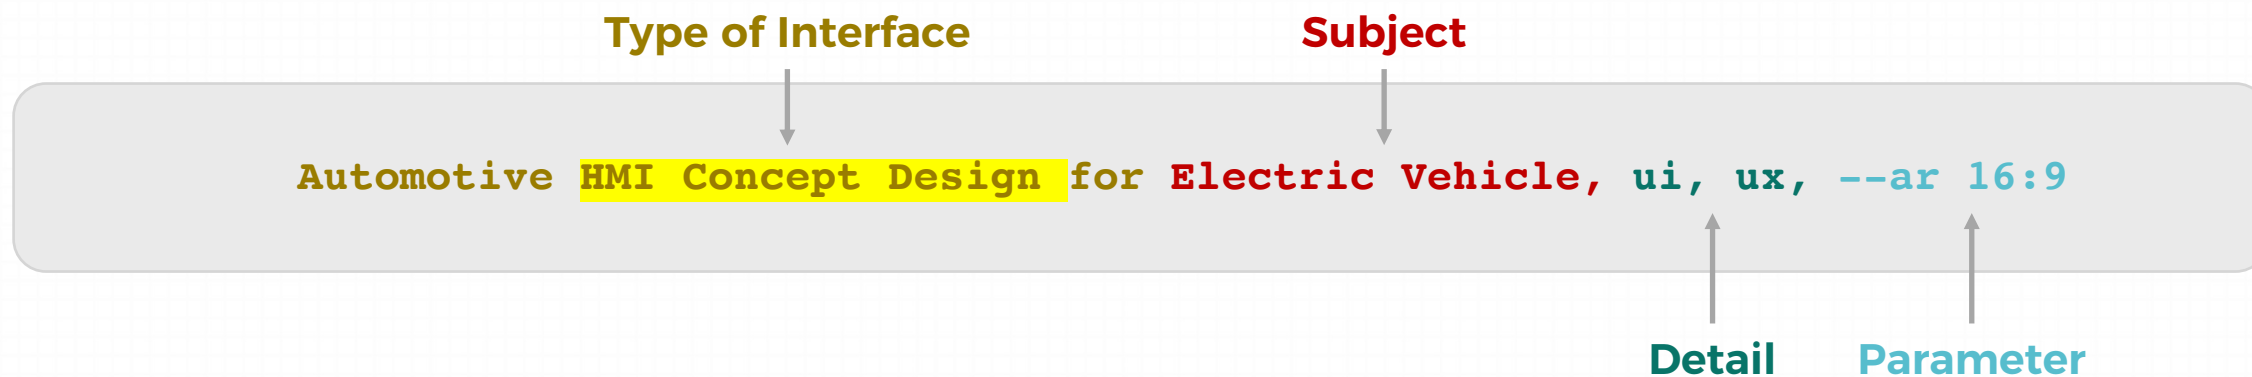 Type of Interface Subject
Automotive HMI Concept Design for Electric Vehicle, ui, ux, --ar 16:9
Detail Parameter